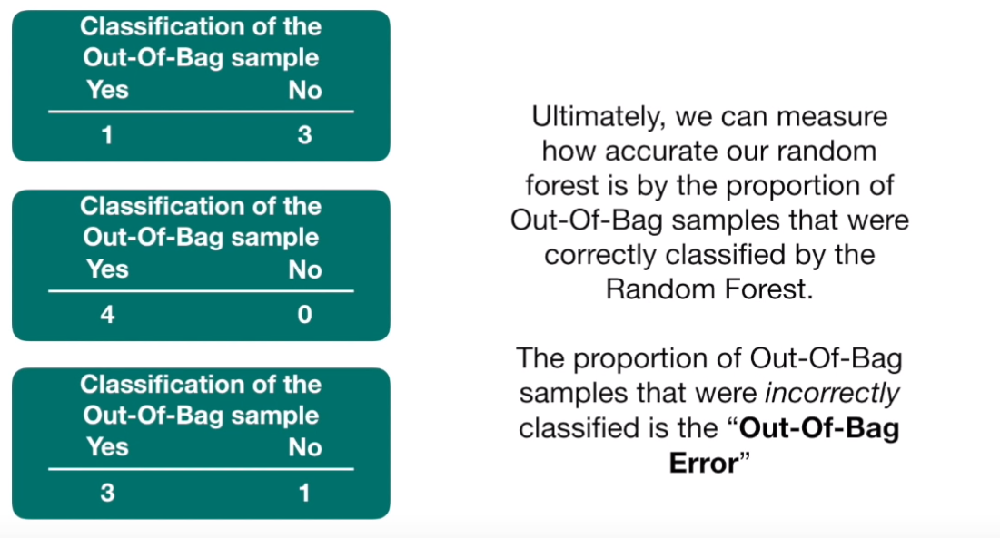 Classification of the
Out-Of-Bag sample
Yes No
1 3
Classification of the
Out-Of-Bag sample
Yes No
4 0
Classification of the
Out-Of-Bag sample
Yes No
3 1
Ultimately, we can measure
how accurate our random
forest is by the proportion of
Out-Of-Bag samples that were
correctly classified by the
Random Forest.
The proportion of Out-Of-Bag
samples that were incorrectly
classified is the “Out-Of-Bag
Error”